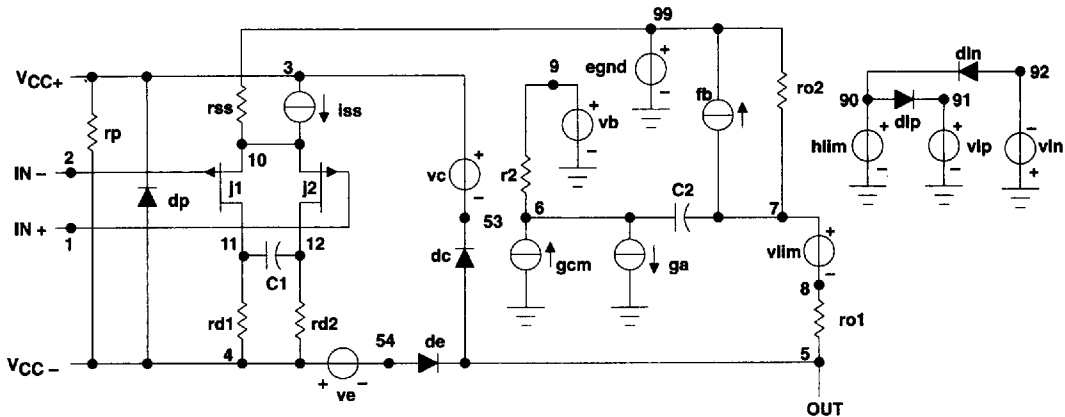 99
VCC+
3
9
egnd
+
−
fb
ro2
dln
92
rss
iss
+
vb
−
90
91
dlp
rp
10
hlim
+
−
vlp
+
−
vln
−
+
2
IN −
j1
j2
vc
+
−
r2
C2
dp
53
6
7
IN +
1
11
12
dc
gcm
ga
vlim
+
−
C1
8
rd1
rd2
54
de
ro1
4
5
VCC −
+
−
ve
OUT